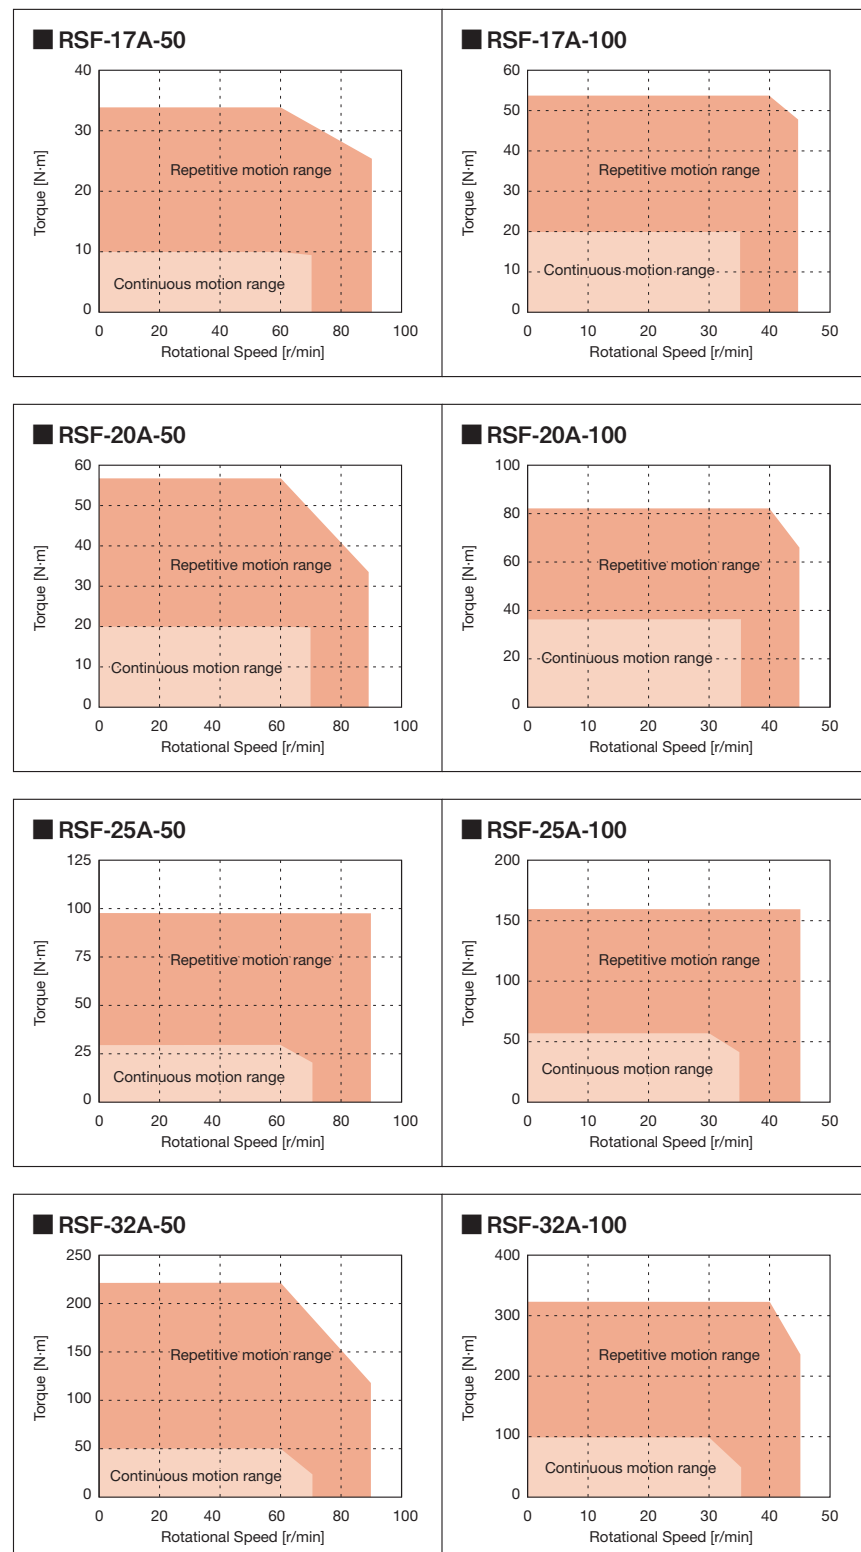 ■ RSF-17A-50
40
30
20
10
0
Torque [N·m]
Repetitive motion range
Continuous motion range
0 20 40 60 80 100
Rotational Speed [r/min]
■ RSF-17A-100
60
50
40
30
20
10
0
Torque [N·m]
Repetitive motion range
Continuous motion range
0 10 20 30 40 50
Rotational Speed [r/min]
■ RSF-20A-50
60
50
40
30
20
10
0
Torque [N·m]
Repetitive motion range
Continuous motion range
0 20 40 60 80 100
Rotational Speed [r/min]
■ RSF-20A-100
100
80
60
40
20
0
Torque [N·m]
Repetitive motion range
Continuous motion range
0 10 20 30 40 50
Rotational Speed [r/min]
■ RSF-25A-50
125
100
75
50
25
0
Torque [N·m]
Repetitive motion range
Continuous motion range
0 20 40 60 80 100
Rotational Speed [r/min]
■ RSF-25A-100
200
150
100
50
0
Torque [N·m]
Repetitive motion range
Continuous motion range
0 10 20 30 40 50
Rotational Speed [r/min]
■ RSF-32A-50
250
200
150
100
50
0
Torque [N·m]
Repetitive motion range
Continuous motion range
0 20 40 60 80 100
Rotational Speed [r/min]
■ RSF-32A-100
400
300
200
100
0
Torque [N·m]
Repetitive motion range
Continuous motion range
0 10 20 30 40 50
Rotational Speed [r/min]